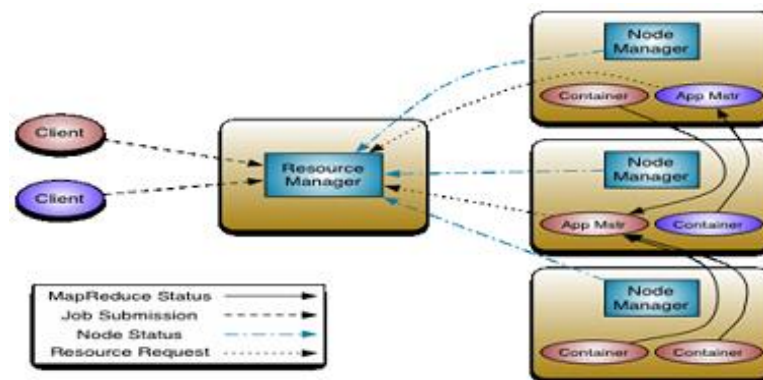 Node
Manager
Container
App Mstr
Client
Resource
Manager
Node
Manager
Client
App Mstr
Container
Node
Manager
MapReduce Status
Job Submission
Node Status
Resource Request
Container
Container